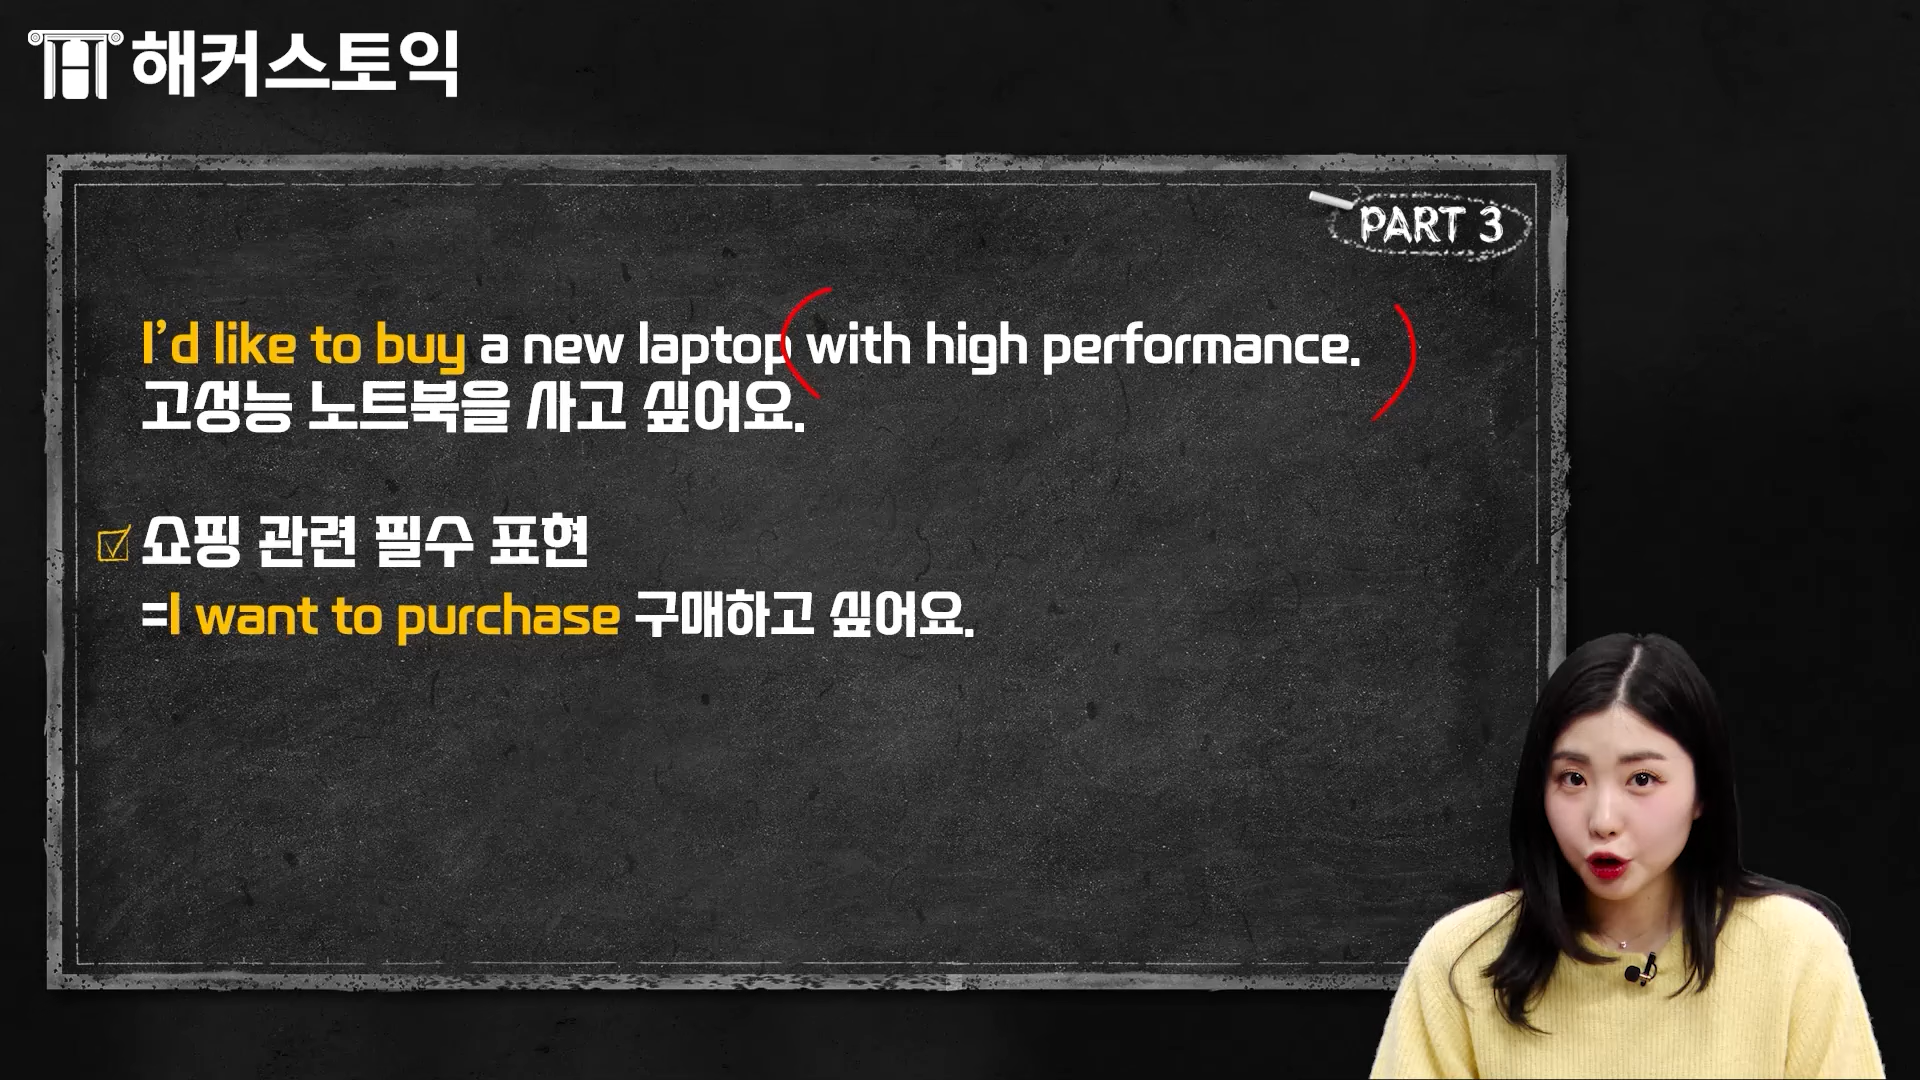 해커스토익
PART 3
I'd like to buy a new laptop with high performance.
고성능 노트북을 사고 싶어요.
쇼핑 관련 필수 표현
=I want to purchase 구매하고 싶어요.